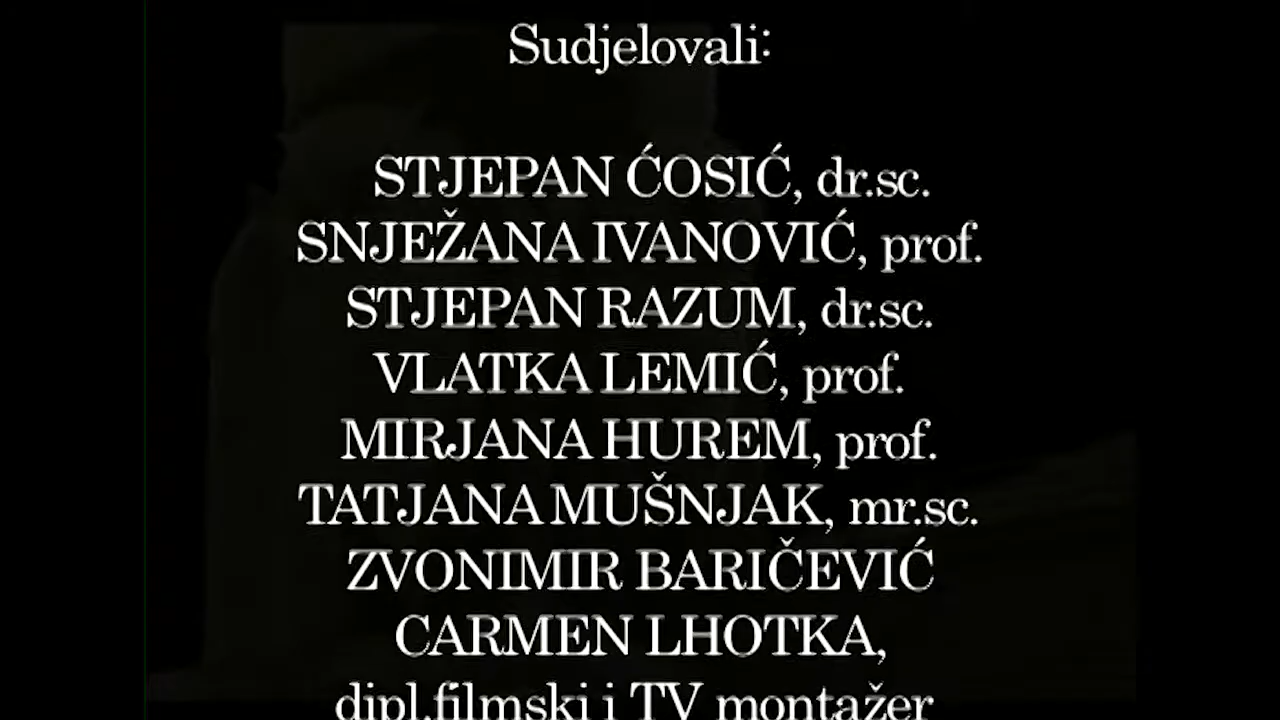 Sudjelovali:
STJEPAN ĆOSIĆ, dr.sc.
SNJEŽANA IVANOVIĆ, prof.
STJEPAN RAZUM, dr.sc.
VLATKA LEMIĆ, prof.
MIRJANA HUREM, prof.
TATJANA MUŠNJAK, mr.sc.
ZVONIMIR BARIČEVIĆ
CARMEN LHOTKA,
dipl.filmski i TV montažer